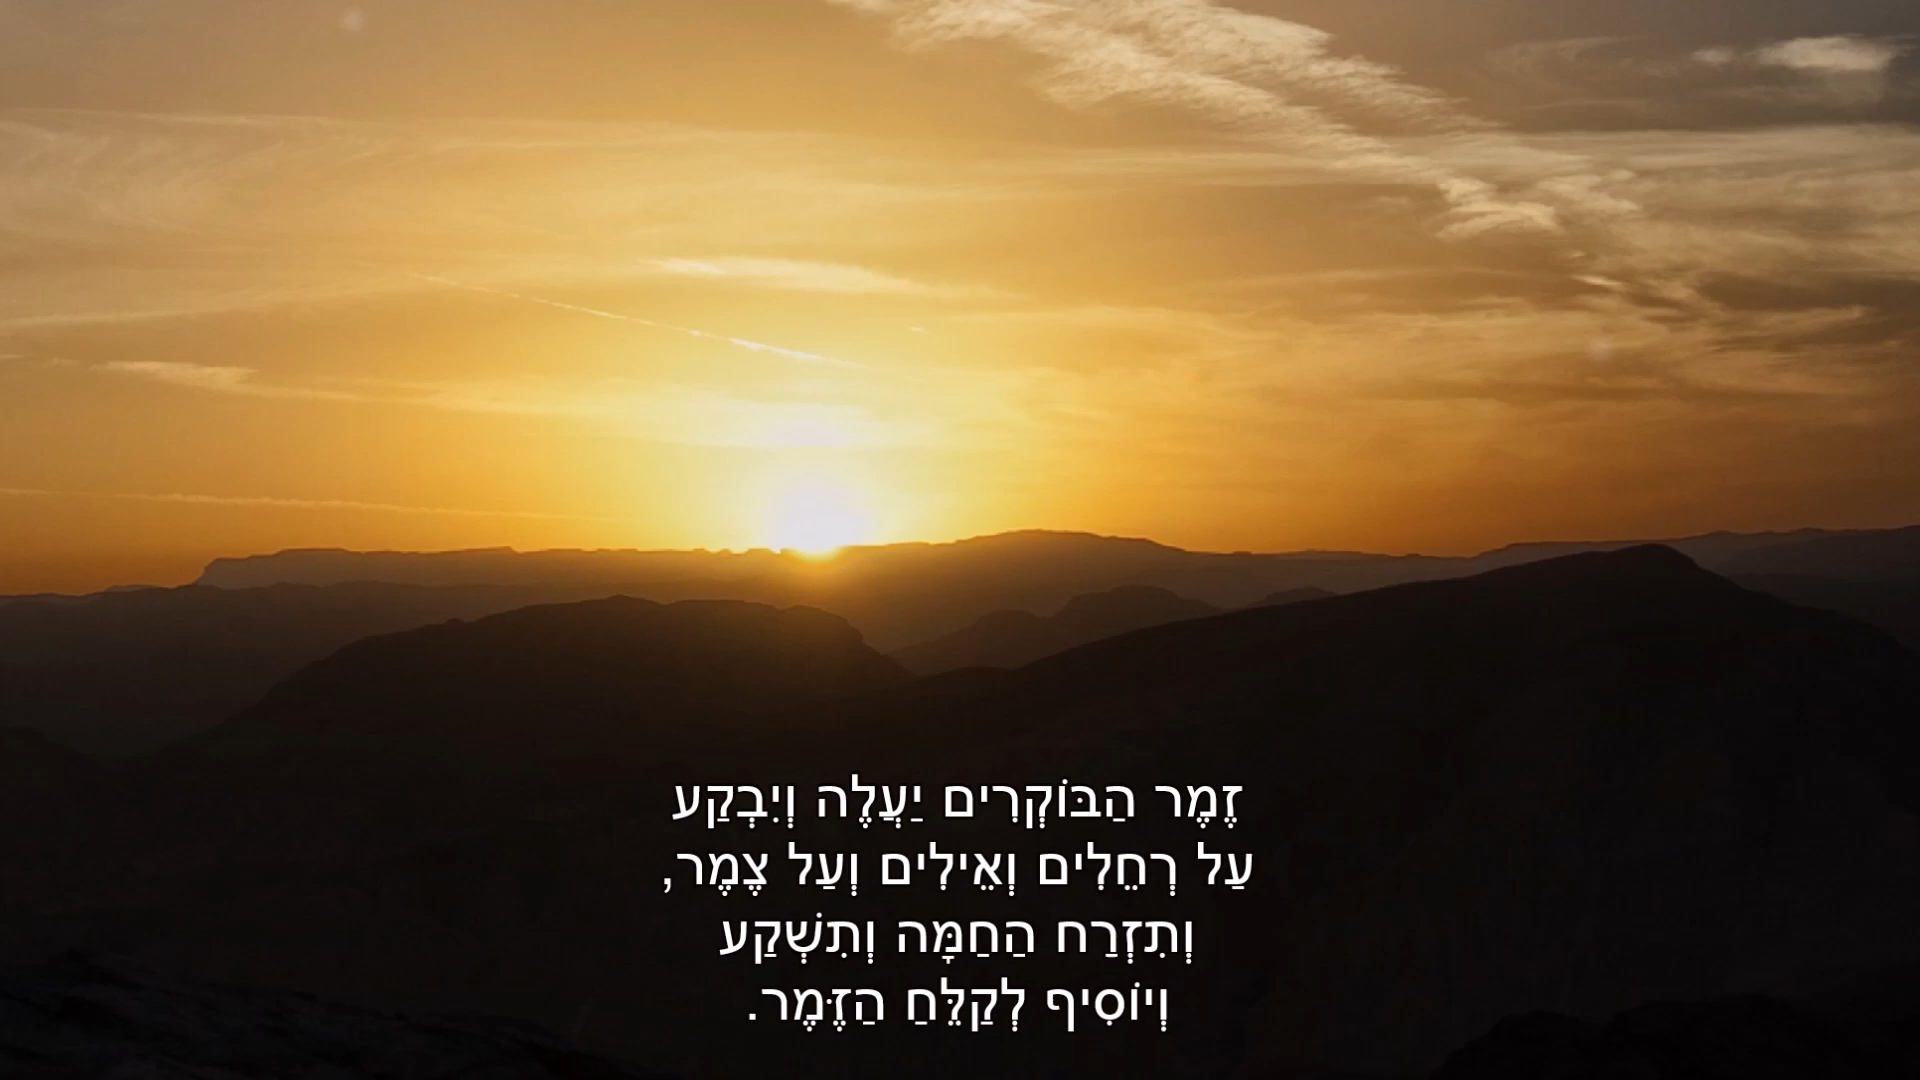 זֶמֶר הַבּוֹקְרִים יַעֲלֶה וְיִבְקַע
עַל רְחֵלִים וְאֵילִים וְעַל צֶמֶר,
וְתִזְרַח הַחַמָּה וְתִשְׁקַע
וְיוֹסִיף לְקַלֵּחַ הַזֶּמֶר.